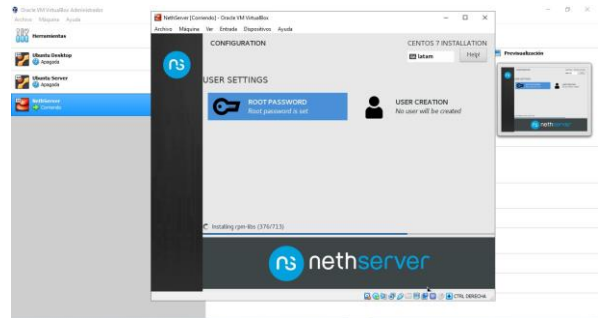 Oracle VM VirtualBox Administrador
Archivo Máquina Ayuda
Herramientas
Ubuntu Desktop
Apagada
Ubuntu Server
Apagada
NethServer
Corriendo
NethServer [Corriendo] - Oracle VM VirtualBox
Archivo Máquina Ver Entrada Dispositivos Ayuda
CONFIGURATION
CENTOS 7 INSTALLATION
latam
Help!
USER SETTINGS
ROOT PASSWORD
Root password is set
USER CREATION
No user will be created
Installing rpm-libs (376/713)
ns nethserver
CTRL DERECHA
Previsualización
nethserver